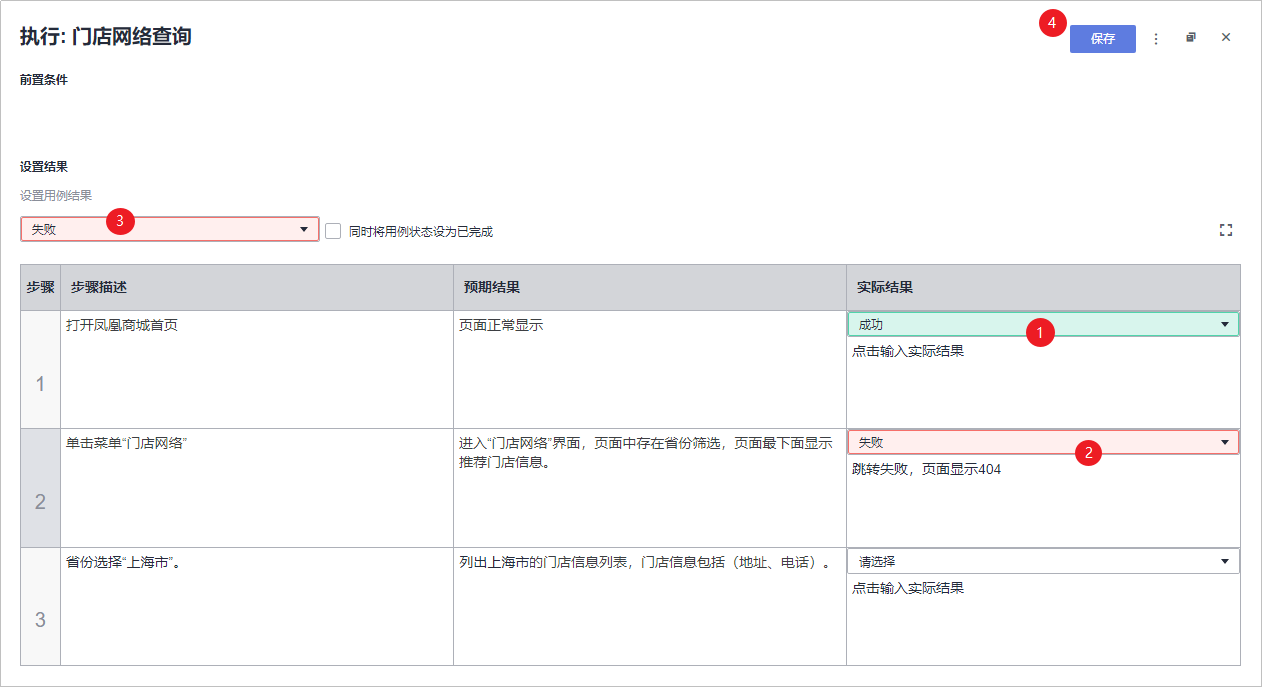 执行: 门店网络查询
4
保存
前置条件
设置结果
设置用例结果
失败
3
同时将用例状态设为已完成
步骤
步骤描述
预期结果
实际结果
1
打开凤凰商城首页
页面正常显示
成功
1
点击输入实际结果
2
单击菜单“门店网络”
进入“门店网络”界面，页面中存在省份筛选，页面最下面显示
推荐门店信息。
失败
2
跳转失败，页面显示404
3
省份选择“上海市”。
列出上海市的门店信息列表，门店信息包括（地址、电话）。
请选择
点击输入实际结果